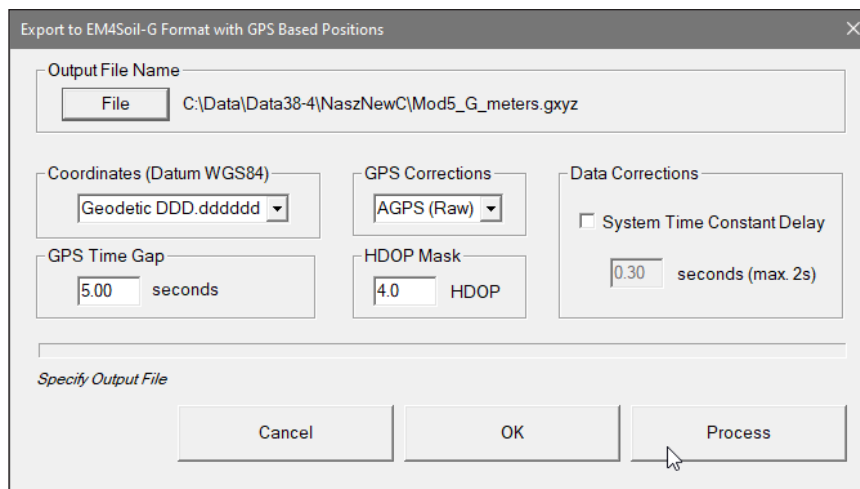 Export to EM4Soil-G Format with GPS Based Positions
Output File Name
File C:\Data\Data38-4\NaszNewC\Mod5_G_meters.gxyz
Coordinates (Datum WGS84)
Geodetic DDD.dddddd
GPS Corrections
AGPS (Raw)
Data Corrections
System Time Constant Delay
0.30 seconds (max. 2s)
GPS Time Gap
5.00 seconds
HDOP Mask
4.0 HDOP
Specify Output File
Cancel OK Process